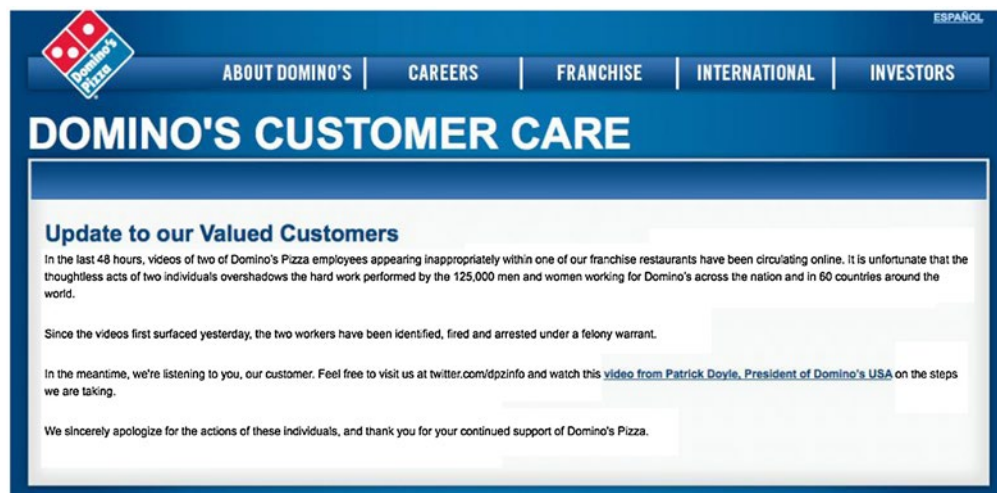 ESPAÑOL
Domino's
Pizza
ABOUT DOMINO'S
CAREERS
FRANCHISE
INTERNATIONAL
INVESTORS
DOMINO'S CUSTOMER CARE
Update to our Valued Customers
In the last 48 hours, videos of two of Domino's Pizza employees appearing inappropriately within one of our franchise restaurants have been circulating online. It is unfortunate that the
thoughtless acts of two individuals overshadows the hard work performed by the 125,000 men and women working for Domino's across the nation and in 60 countries around the
world.
Since the videos first surfaced yesterday, the two workers have been identified, fired and arrested under a felony warrant.
In the meantime, we're listening to you, our customer. Feel free to visit us at twitter.com/dpzinfo and watch this video from Patrick Doyle, President of Domino's USA on the steps
we are taking.
We sincerely apologize for the actions of these individuals, and thank you for your continued support of Domino's Pizza.